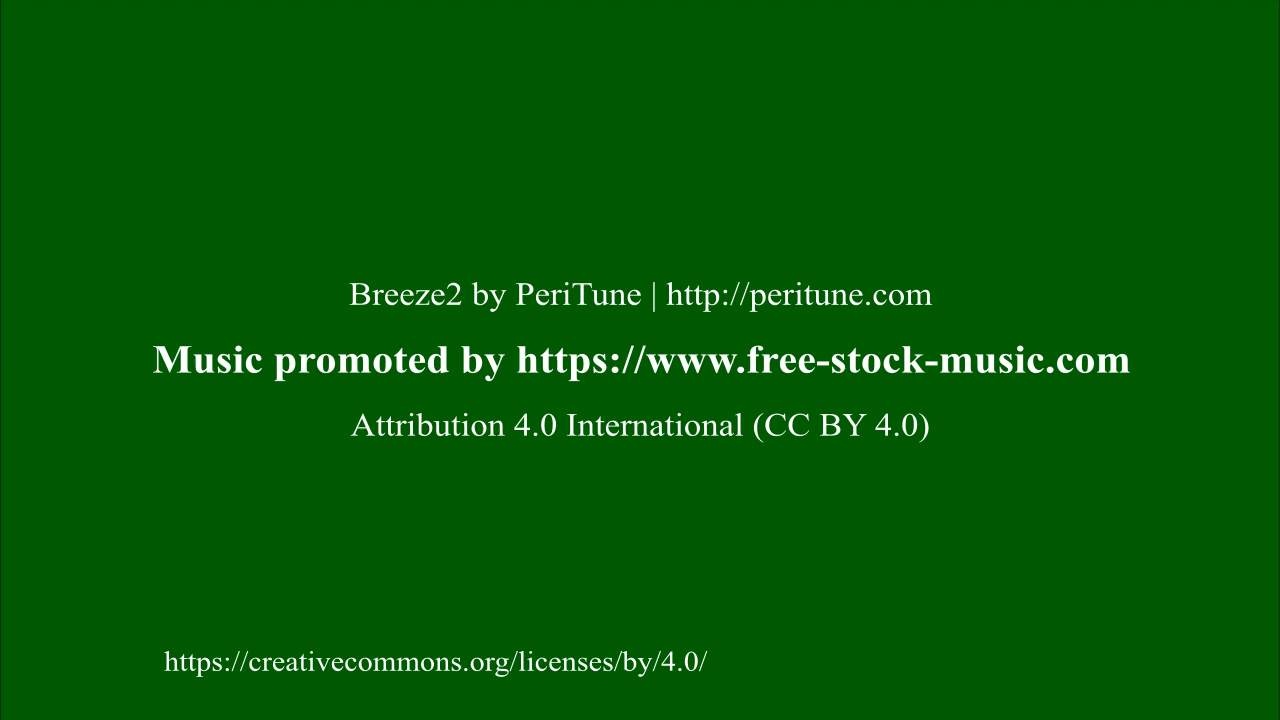 Breeze2 by PeriTune | http://peritune.com
Music promoted by https://www.free-stock-music.com
Attribution 4.0 International (CC BY 4.0)
https://creativecommons.org/licenses/by/4.0/